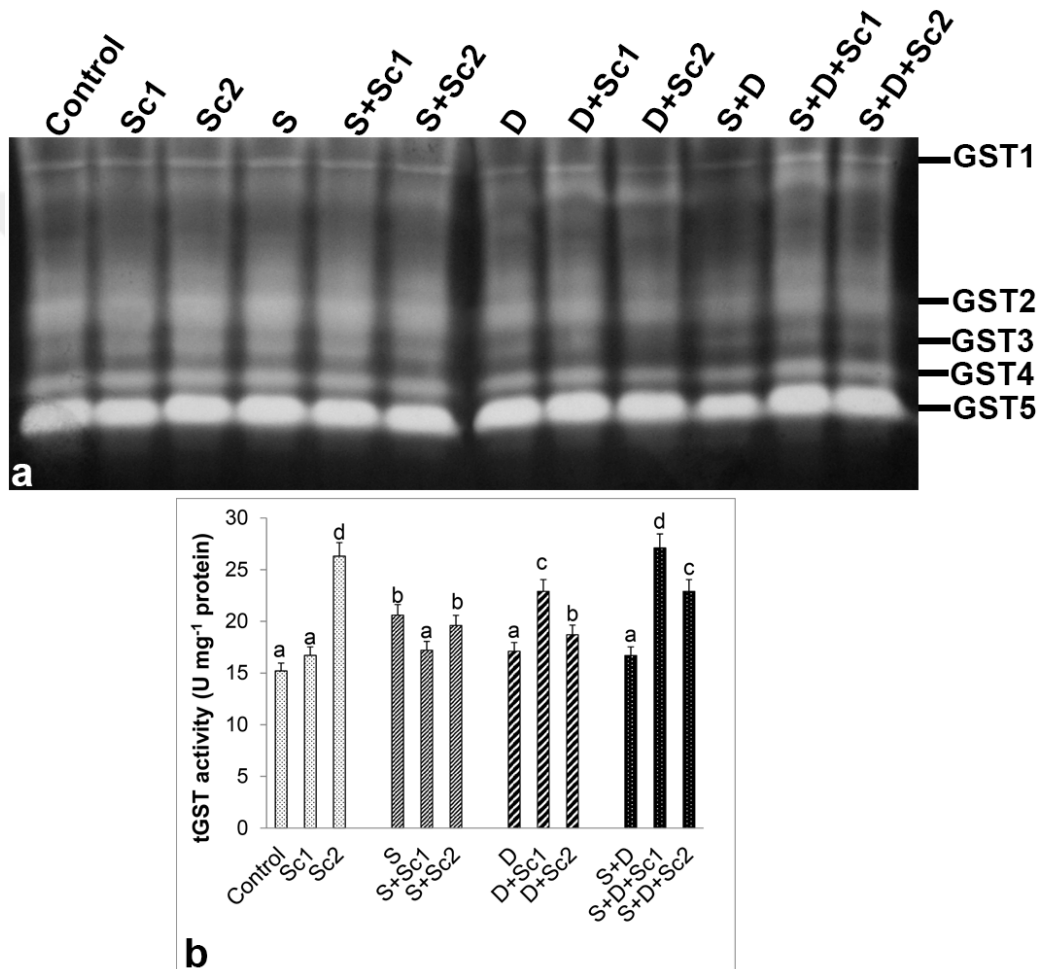 Control Sc1 Sc2 S S+Sc1 S+Sc2 D D+Sc1 D+Sc2 S+D S+D+Sc1 S+D+Sc2
GST1
GST2
GST3
GST4
GST5
a
tGST activity (U mg⁻¹ protein)
30
25
20
15
10
5
0
a a d b a b a c b a d c
Control Sc1 Sc2 S S+Sc1 S+Sc2 D D+Sc1 D+Sc2 S+D S+D+Sc1 S+D+Sc2
b